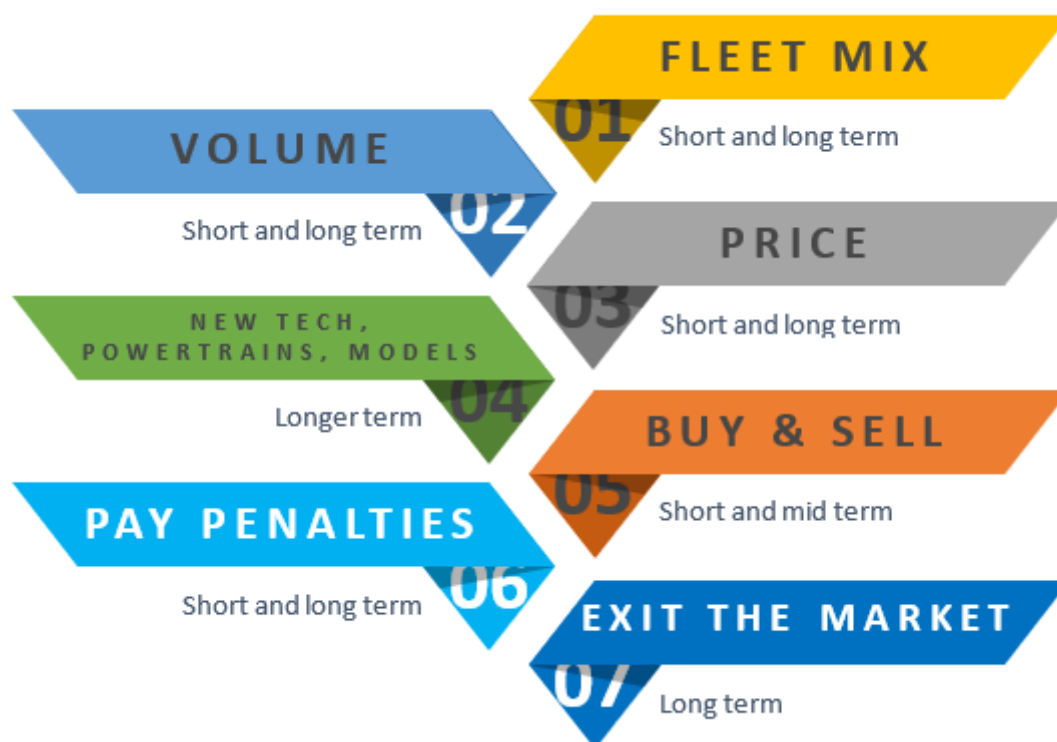 FLEET MIX
01
Short and long term
VOLUME
02
Short and long term
PRICE
03
Short and long term
NEW TECH,
POWERTRAINS, MODELS
04
Longer term
BUY & SELL
05
Short and mid term
PAY PENALTIES
06
Short and long term
EXIT THE MARKET
07
Long term